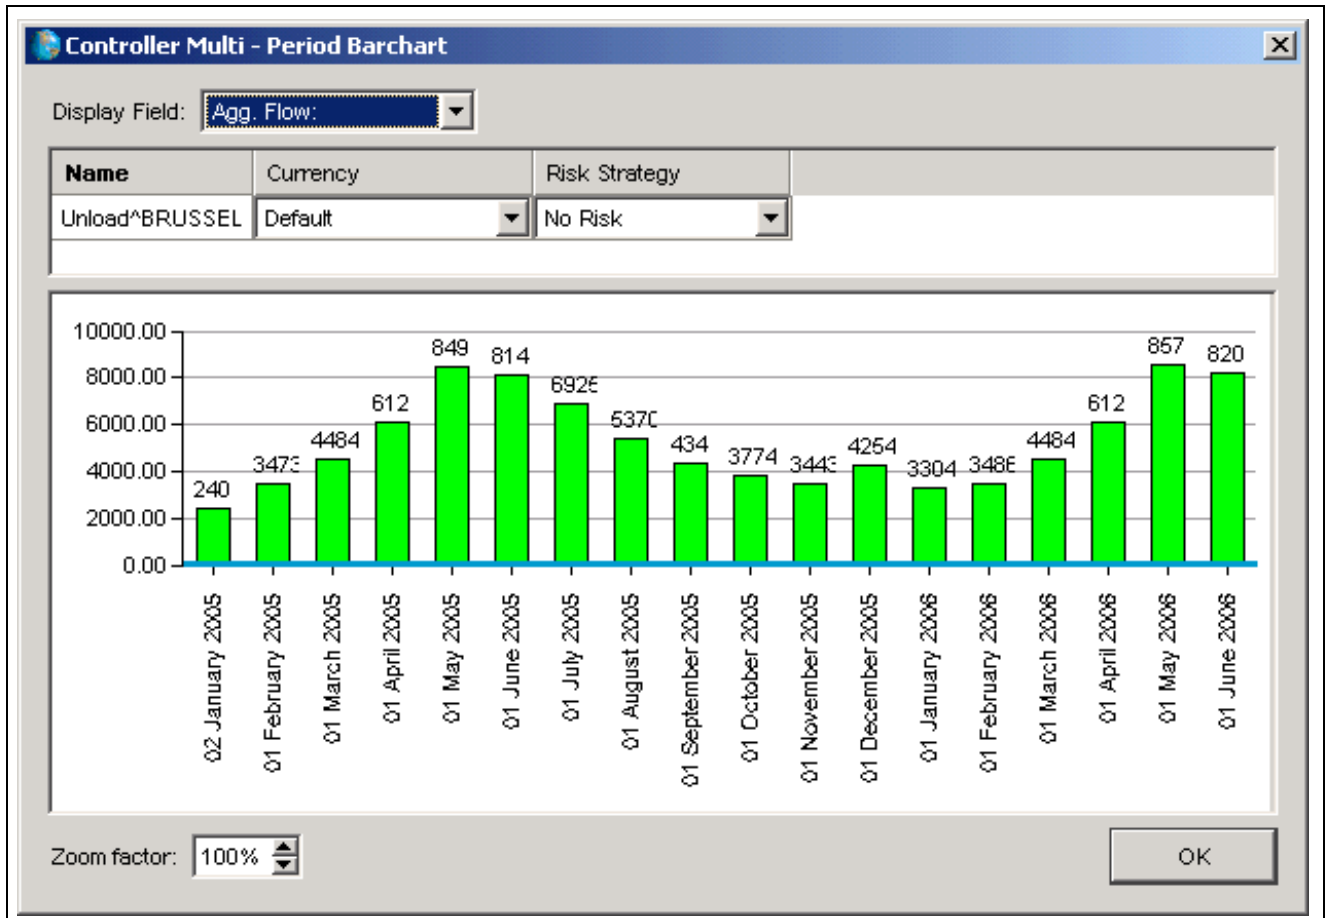 Controller Multi - Period Barchart
Display Field: Agg. Flow:
Name Currency Risk Strategy
Unload^BRUSSEL Default No Risk
10000.00
8000.00
6000.00
4000.00
2000.00
0.00
240 3473 4484 612 849 814 6926 5370 434 3774 3443 4254 3304 3486 4484 612 857 820
02 January 2005
01 February 2005
01 March 2005
01 April 2005
01 May 2005
01 June 2005
01 July 2005
01 August 2005
01 September 2005
01 October 2005
01 November 2005
01 December 2005
01 January 2006
01 February 2006
01 March 2006
01 April 2006
01 May 2006
01 June 2006
Zoom factor: 100% OK